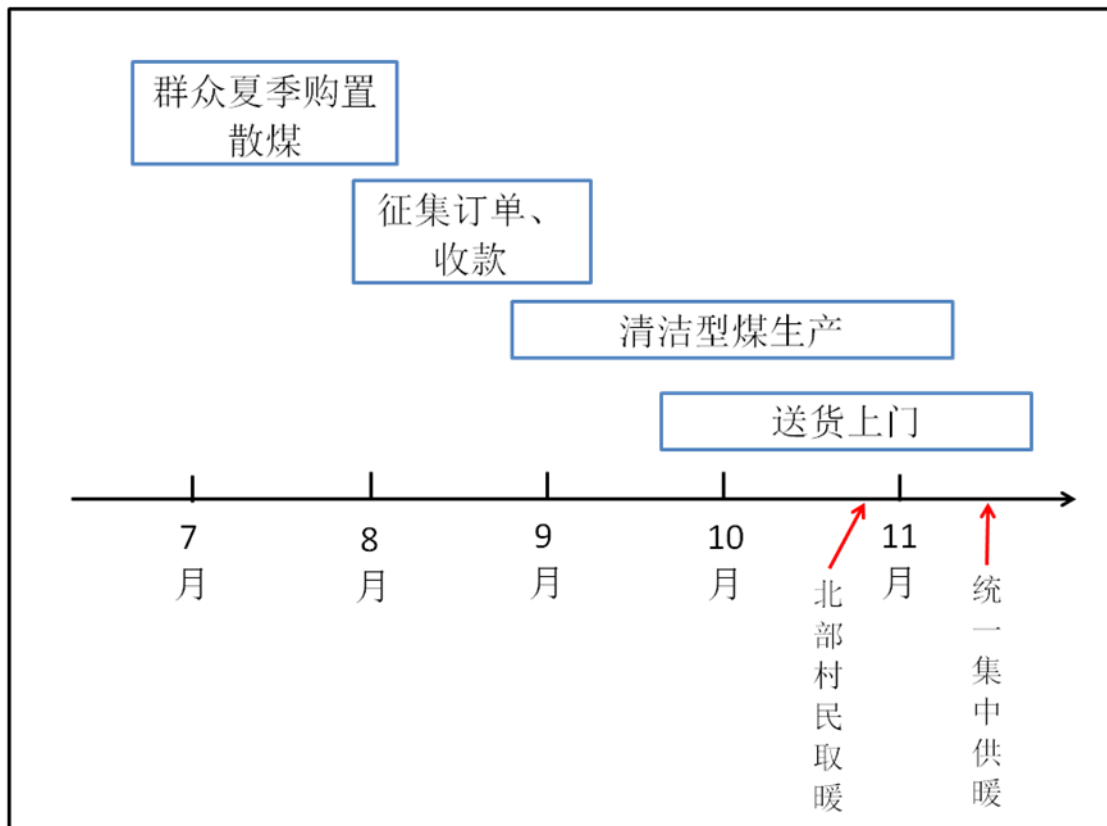 群众夏季购置
散煤
征集订单、
收款
清洁型煤生产
送货上门
7
月
8
月
9
月
10
月
11
月
北部村民取暖
统一集中供暖